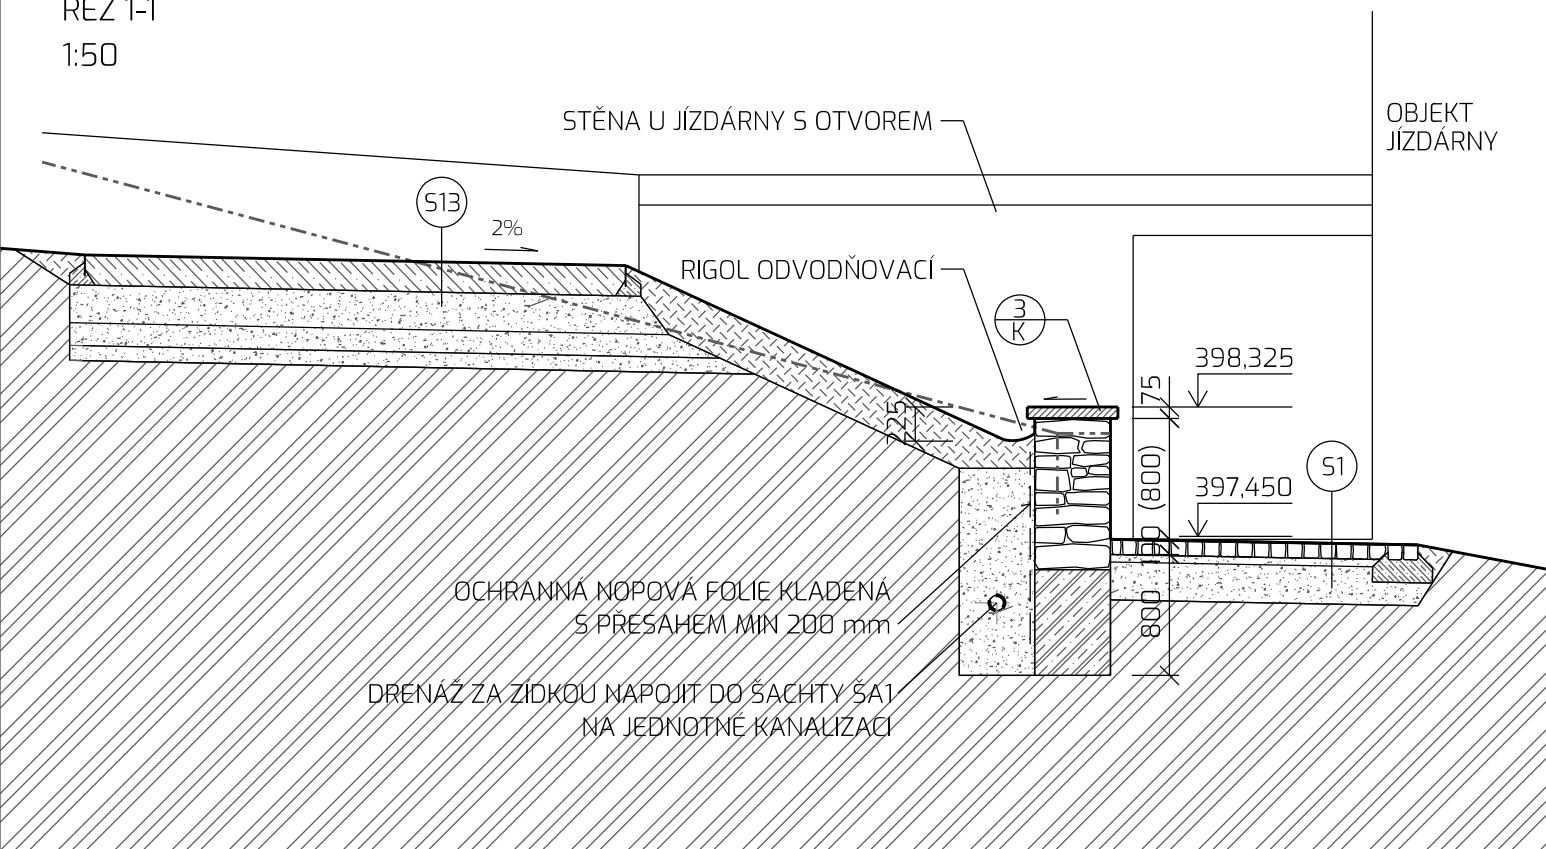 ŘEZ 1-1
1:50
STĚNA U JÍZDÁRNY S OTVOREM
OBJEKT
JÍZDÁRNY
S13
2%
RIGOL ODVODŇOVACÍ
3
K
398,325
75
225
(800)
S1
397,450
100
800
OCHRANNÁ NOPOVÁ FOLIE KLADENÁ
S PŘESAHEM MIN 200 mm
DRENÁŽ ZA ZÍDKOU NAPOJIT DO ŠACHTY ŠA1
NA JEDNOTNÉ KANALIZACI